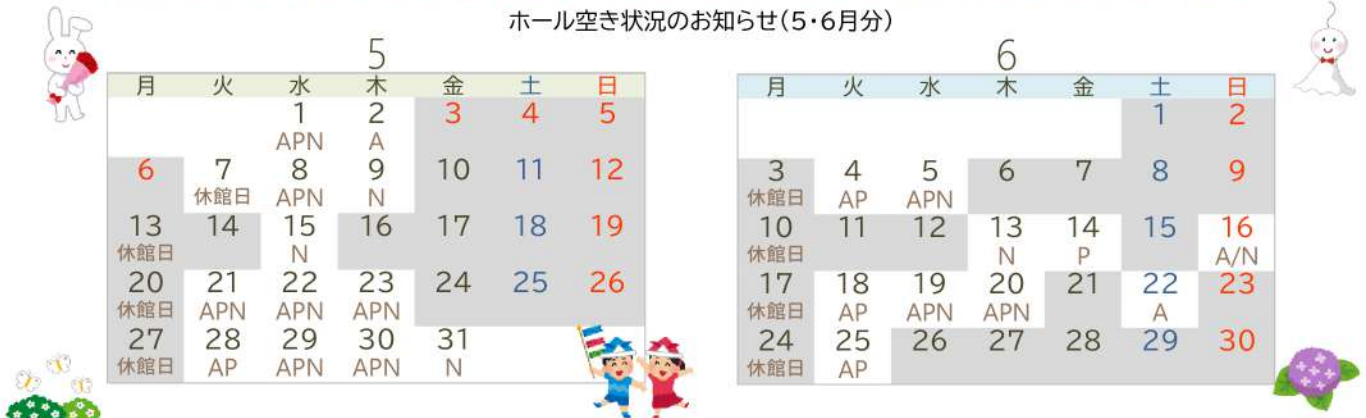 ホール空き状況のお知らせ(5・6月分)
5
月 火 水 木 金 土 日
1 2 3 4 5
APN A
6 7 8 9 10 11 12
休館日 APN N
13 14 15 16 17 18 19
休館日 N
20 21 22 23 24 25 26
休館日 APN APN APN
27 28 29 30 31
休館日 AP APN APN N
6
月 火 水 木 金 土 日
1 2
3 4 5 6 7 8 9
休館日 AP APN
10 11 12 13 14 15 16
休館日 N P A/N
17 18 19 20 21 22 23
休館日 AP APN APN A
24 25 26 27 28 29 30
休館日 AP